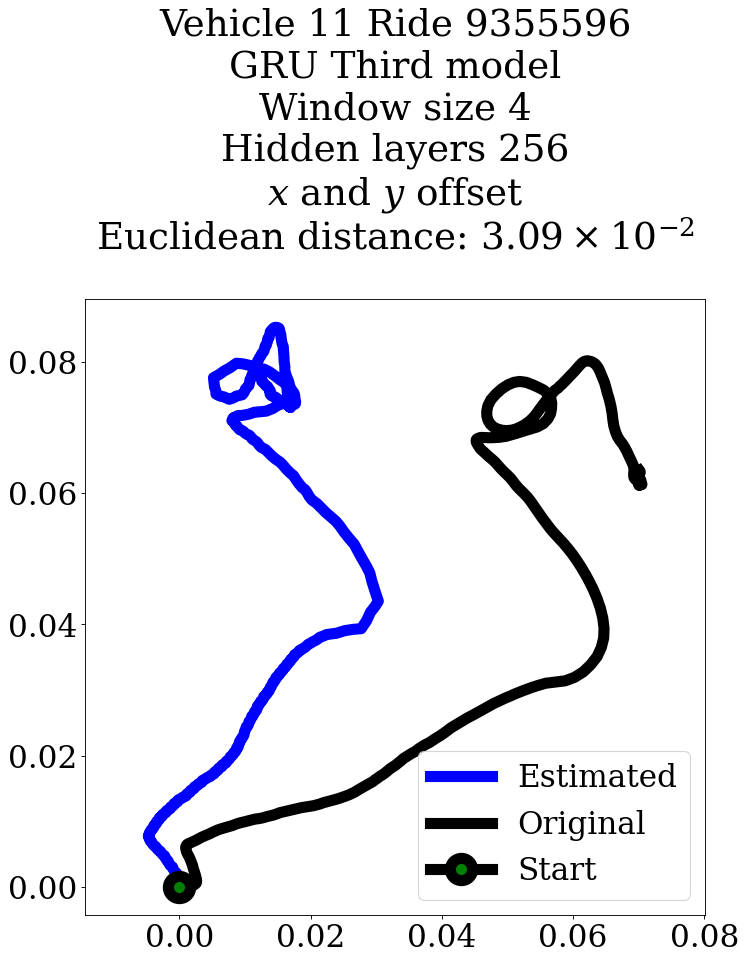 Vehicle 11 Ride 9355596
GRU Third model
Window size 4
Hidden layers 256
x and y offset
Euclidean distance: 3.09 × 10⁻²
0.08
0.06
0.04
0.02
0.00
Estimated
Original
Start
0.00 0.02 0.04 0.06 0.08